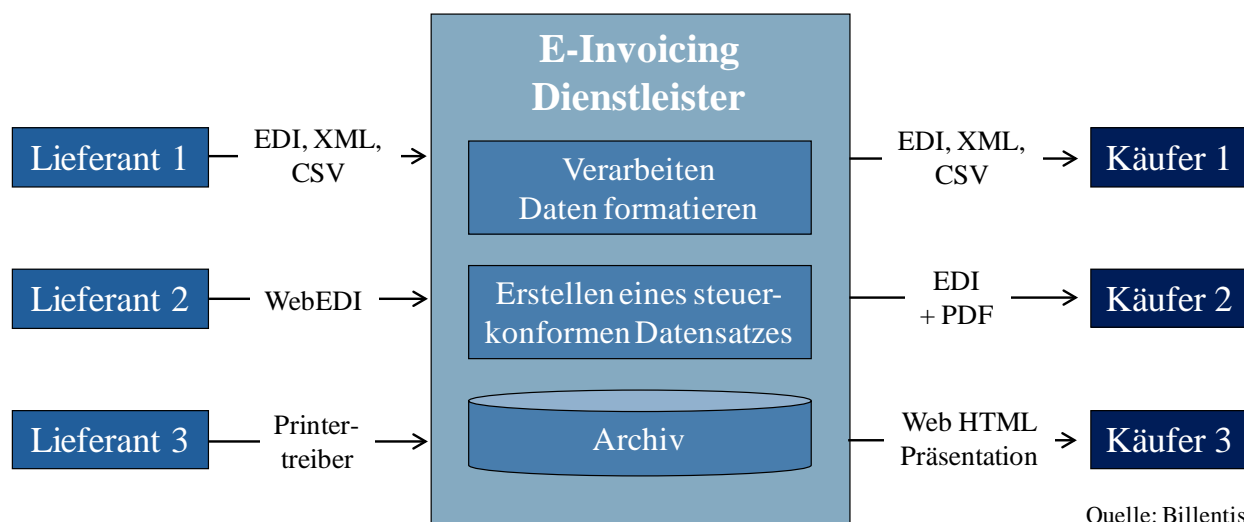 E-Invoicing
Dienstleister
Lieferant 1
EDI, XML,
CSV
Verarbeiten
Daten formatieren
EDI, XML,
CSV
Käufer 1
Lieferant 2
WebEDI
Erstellen eines steuer-
konformen Datensatzes
EDI
+ PDF
Käufer 2
Lieferant 3
Printer-
treiber
Archiv
Web HTML
Präsentation
Käufer 3
Quelle: Billentis